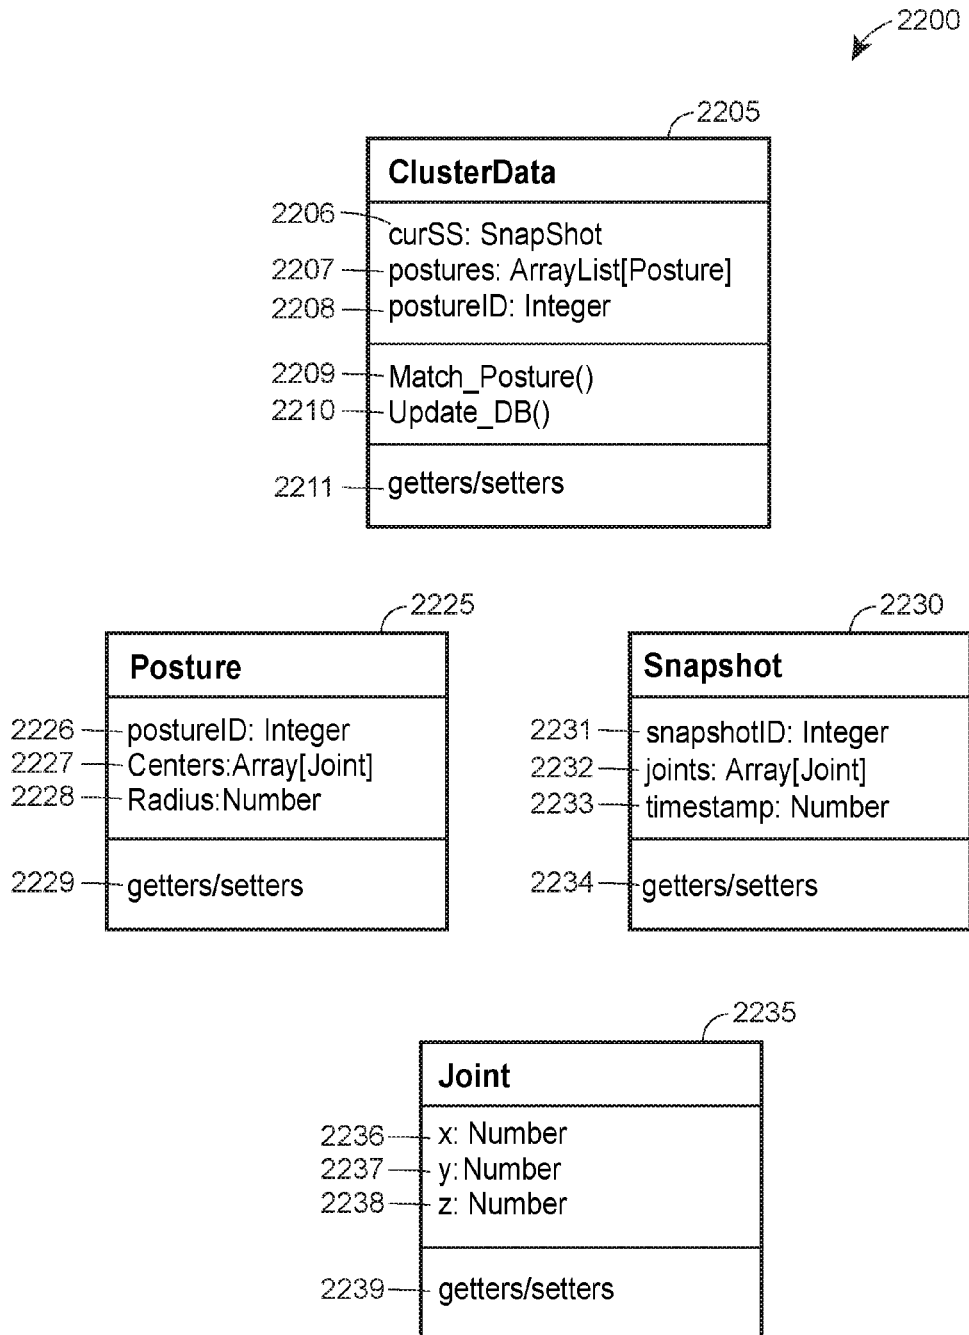 2200
2205
ClusterData
2206 curSS: SnapShot
2207 postures: ArrayList[Posture]
2208 postureID: Integer
2209 Match_Posture()
2210 Update_DB()
2211 getters/setters
2225
Posture
2226 postureID: Integer
2227 Centers:Array[Joint]
2228 Radius:Number
2229 getters/setters
2230
Snapshot
2231 snapshotID: Integer
2232 joints: Array[Joint]
2233 timestamp: Number
2234 getters/setters
2235
Joint
2236 x: Number
2237 y:Number
2238 z: Number
2239 getters/setters